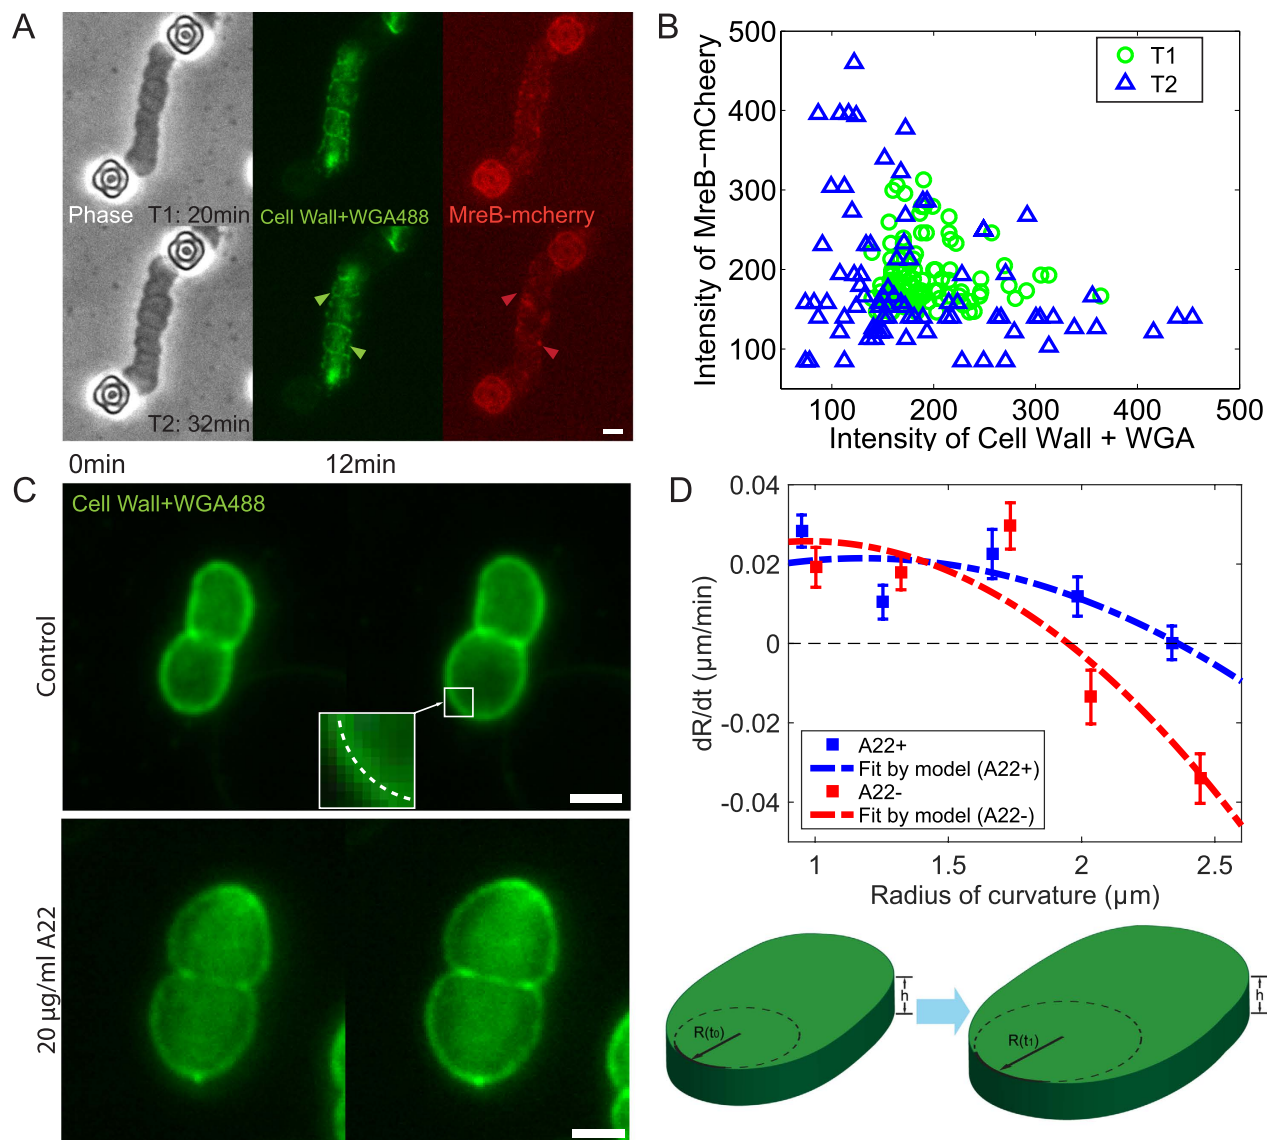 A
Phase
T1: 20min
Cell Wall+WGA488
MreB-mcherry
T2: 32min
B
Intensity of MreB−mCheery
500
400
300
200
100
T1
T2
100
200
300
400
500
Intensity of Cell Wall + WGA
0min
12min
C
Cell Wall+WGA488
Control
20 µg/ml A22
D
dR/dt (µm/min)
0.04
0.02
0
-0.02
-0.04
A22+
Fit by model (A22+)
A22-
Fit by model (A22-)
1
1.5
2
2.5
Radius of curvature (µm)
R(t₀)
h
R(t₁)
h